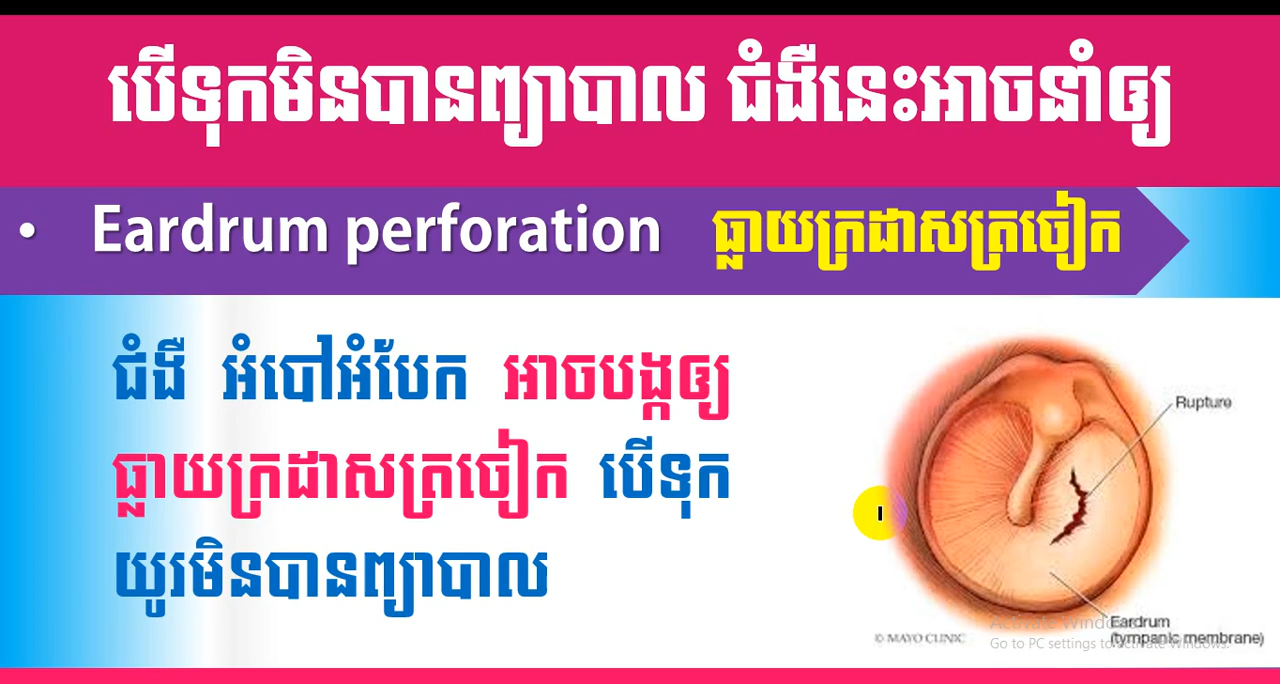 បើទុកមិនបានព្យាបាល ជំងឺនេះអាចនាំឲ្យ
• Eardrum perforation ធ្លាយក្រដាសត្រចៀក
ជំងឺ អំបៅអំបែក អាចបង្កឲ្យ
ធ្លាយក្រដាសត្រចៀក បើទុក
យូរមិនបានព្យាបាល
Rupture
Eardrum
(tympanic membrane)
© MAYO CLINIC
Activate Windows
Go to PC settings to activate Windows.